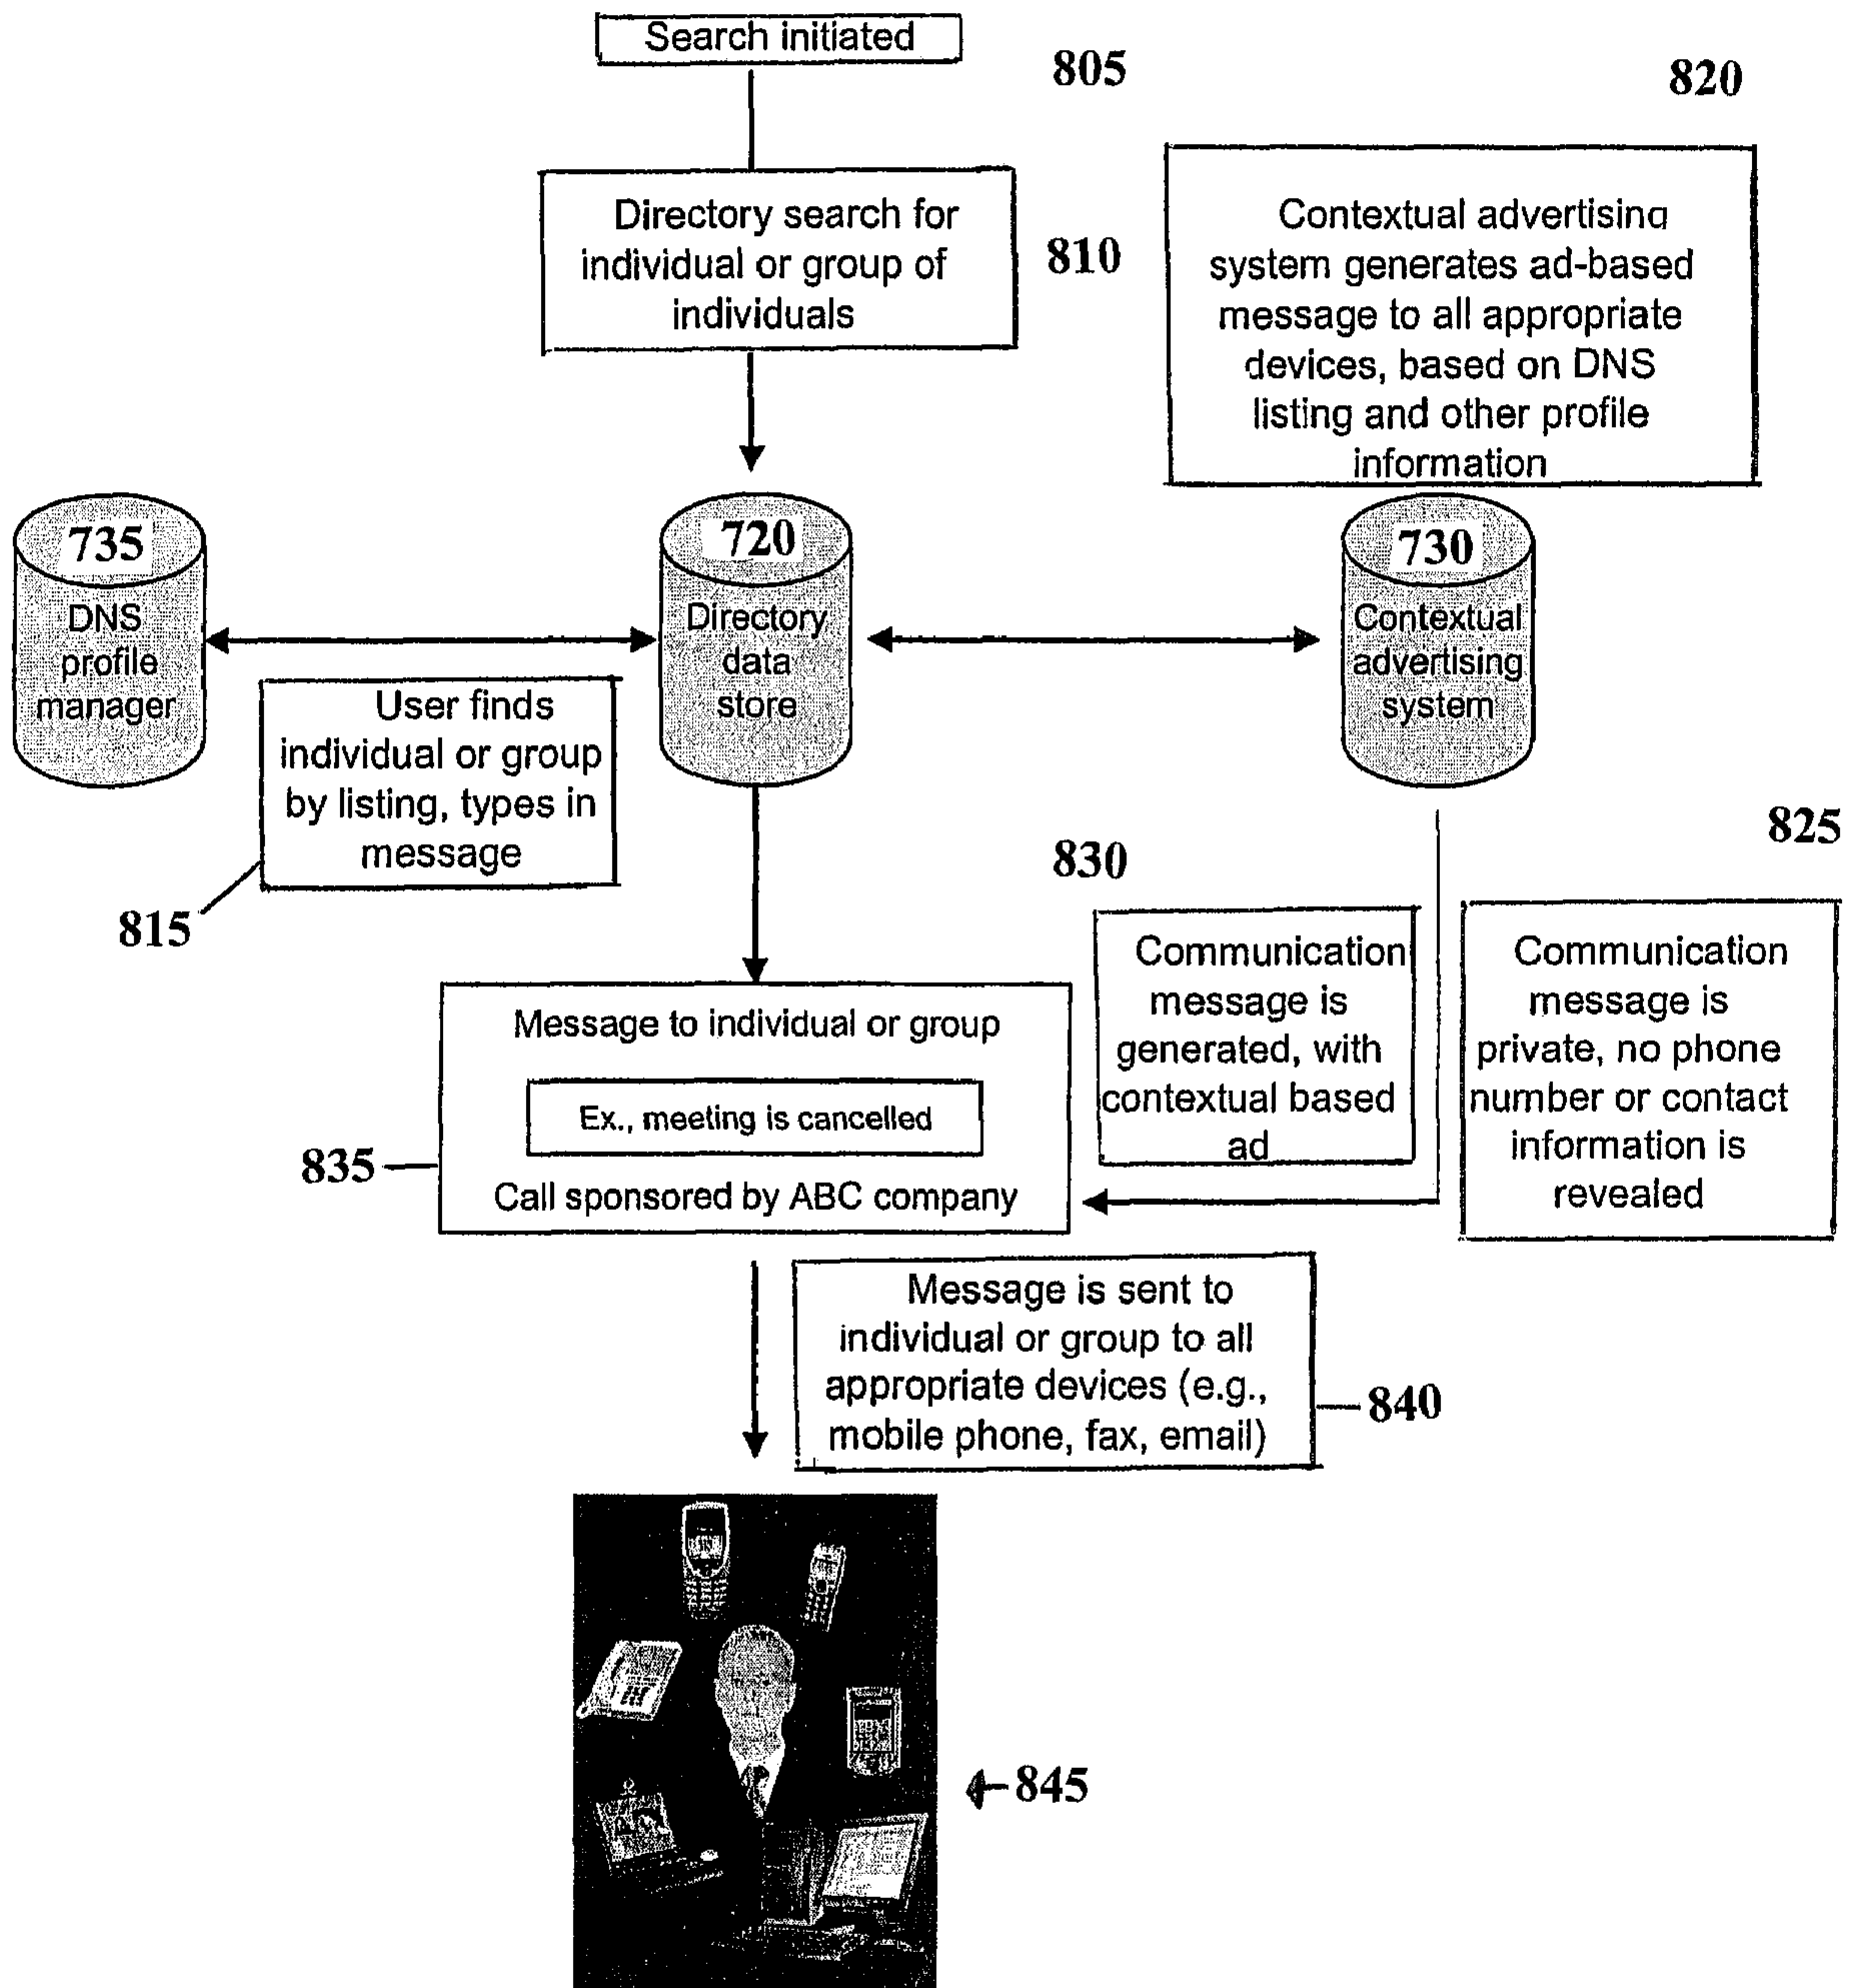 Search initiated
805
820
Directory search for
individual or group of
individuals
810
Contextual advertising
system generates ad-based
message to all appropriate
devices, based on DNS
listing and other profile
information
735
DNS
profile
manager
720
Directory
data
store
730
Contextual
advertising
system
User finds
individual or group
by listing, types in
message
815
830
825
Communication
message is
generated, with
contextual based
ad
Communication
message is
private, no phone
number or contact
information is
revealed
Message to individual or group
Ex., meeting is cancelled
Call sponsored by ABC company
835
Message is sent to
individual or group to all
appropriate devices (e.g.,
mobile phone, fax, email)
840
845